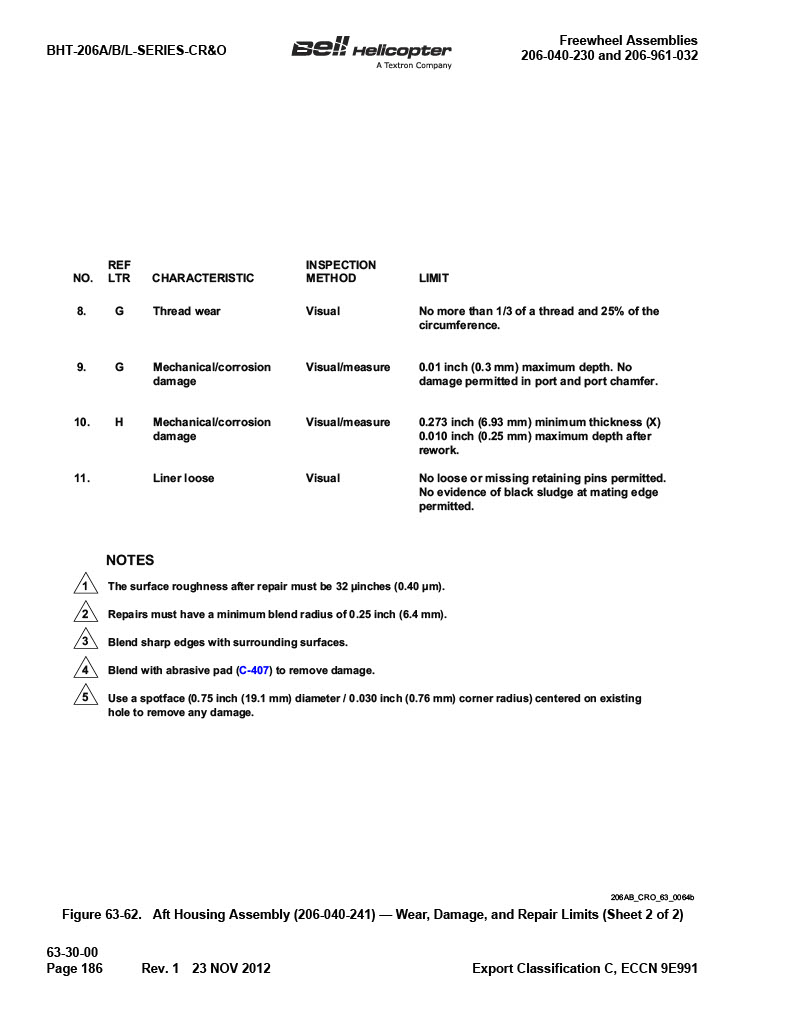 BHT-206A/B/L-SERIES-CR&O
Bell Helicopter
A Textron Company
Freewheel Assemblies
206-040-230 and 206-961-032
NO. REF LTR CHARACTERISTIC INSPECTION METHOD LIMIT
8. G Thread wear Visual No more than 1/3 of a thread and 25% of the
circumference.
9. G Mechanical/corrosion Visual/measure 0.01 inch (0.3 mm) maximum depth. No
damage damage permitted in port and port chamfer.
10. H Mechanical/corrosion Visual/measure 0.273 inch (6.93 mm) minimum thickness (X)
damage 0.010 inch (0.25 mm) maximum depth after
rework.
11. Liner loose Visual No loose or missing retaining pins permitted.
No evidence of black sludge at mating edge
permitted.
NOTES
1 The surface roughness after repair must be 32 µinches (0.40 µm).
2 Repairs must have a minimum blend radius of 0.25 inch (6.4 mm).
3 Blend sharp edges with surrounding surfaces.
4 Blend with abrasive pad (C-407) to remove damage.
5 Use a spotface (0.75 inch (19.1 mm) diameter / 0.030 inch (0.76 mm) corner radius) centered on existing
hole to remove any damage.
206AB_CRO_63_0064b
Figure 63-62. Aft Housing Assembly (206-040-241) — Wear, Damage, and Repair Limits (Sheet 2 of 2)
63-30-00
Page 186 Rev. 1 23 NOV 2012 Export Classification C, ECCN 9E991